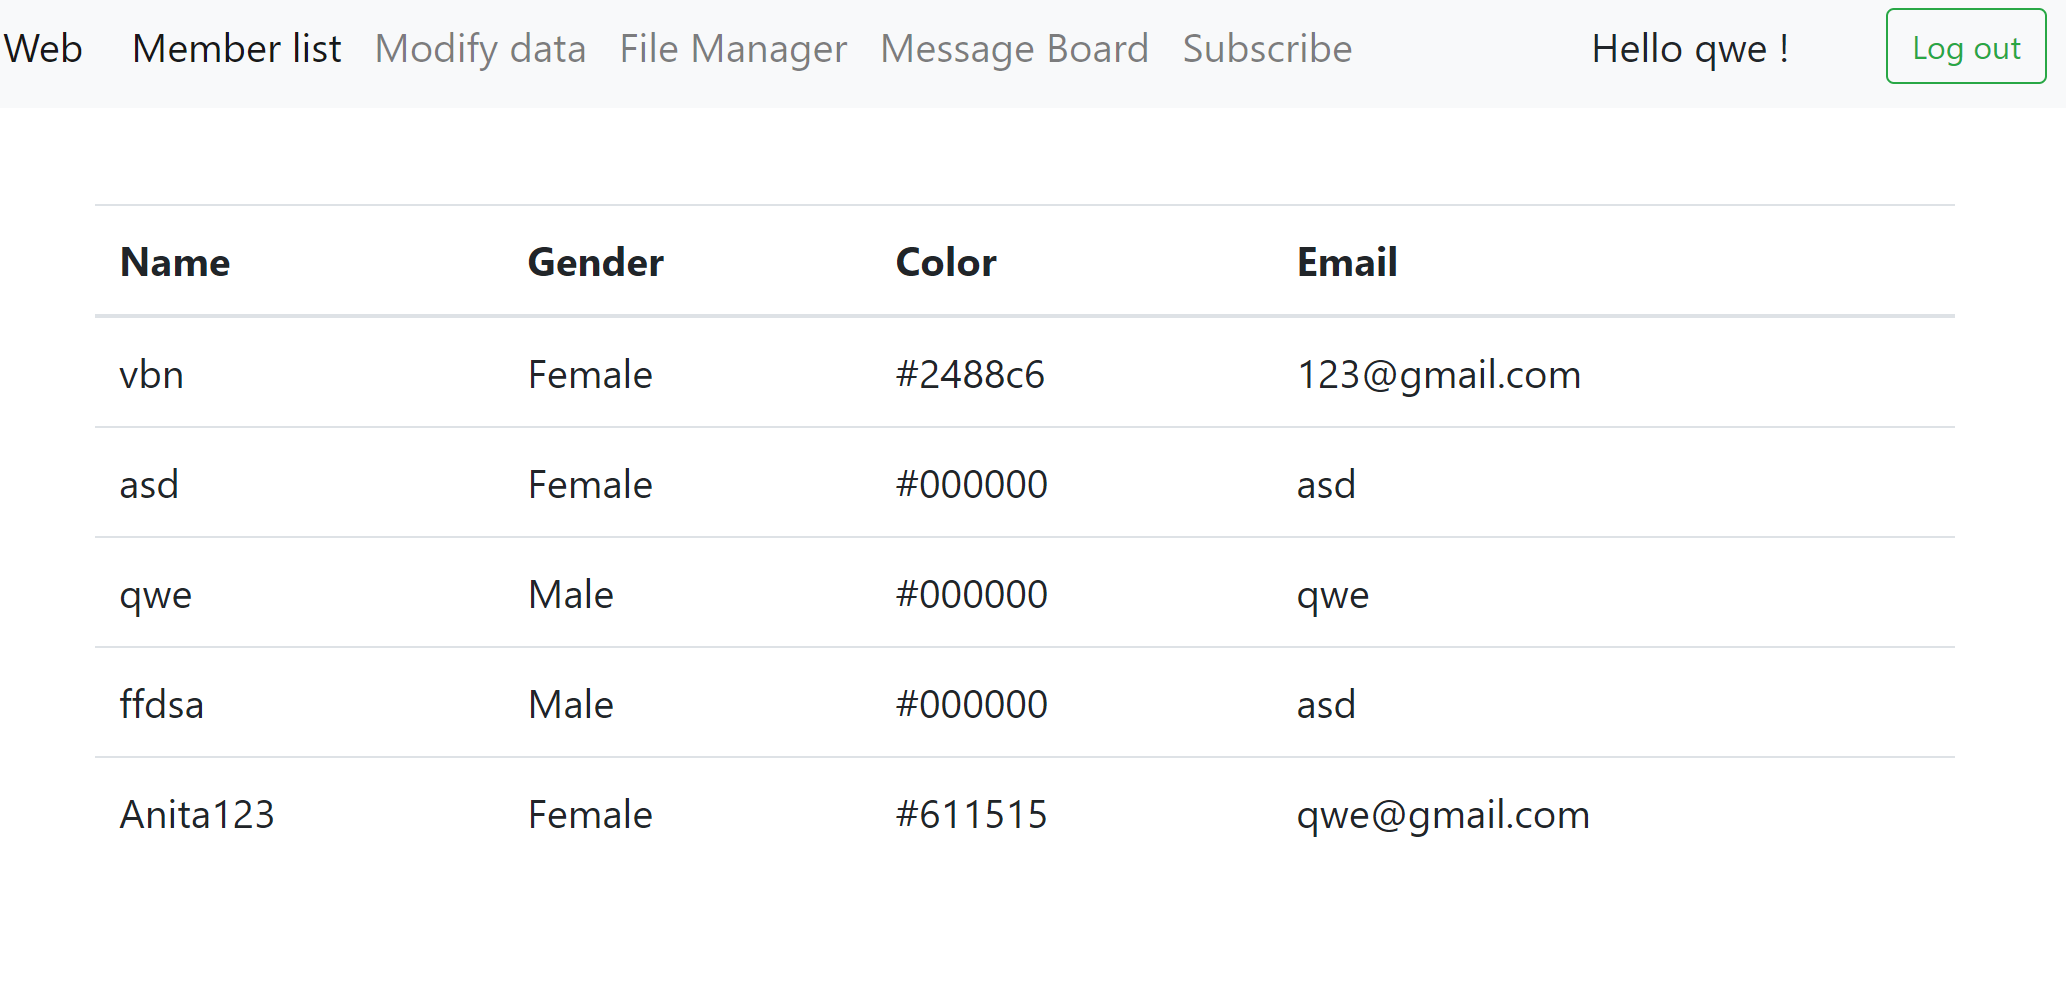 Web Member list Modify data File Manager Message Board Subscribe Hello qwe ! Log out
Name Gender Color Email
vbn Female #2488c6 123@gmail.com
asd Female #000000 asd
qwe Male #000000 qwe
ffdsa Male #000000 asd
Anita123 Female #611515 qwe@gmail.com